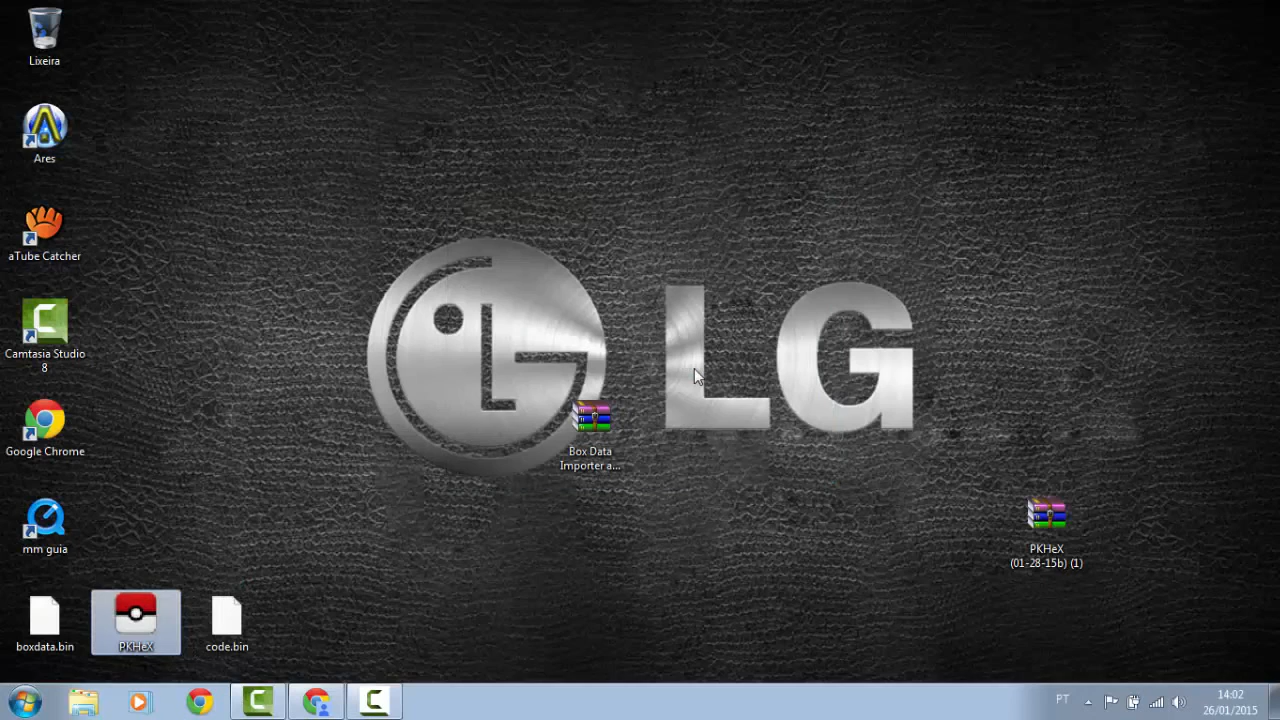 Lixeira
Ares
aTube Catcher
Camtasia Studio
8
Google Chrome
mm guia
boxdata.bin
PKHeX
code.bin
LG
Box Data
Importer a...
PKHeX
(01-28-15b) (1)
PT
14:02
26/01/2015